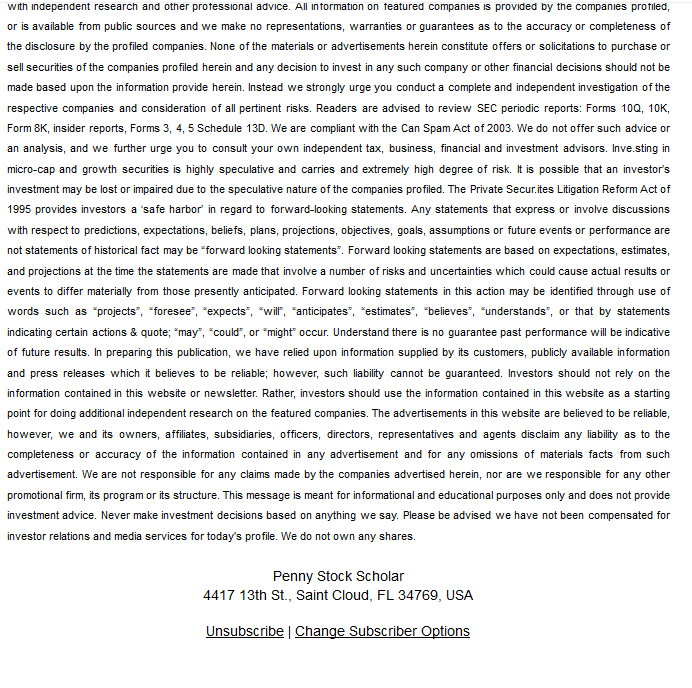 with independent research and other professional advice. All information on featured companies is provided by the companies profiled,
or is available from public sources and we make no representations, warranties or guarantees as to the accuracy or completeness of
the disclosure by the profiled companies. None of the materials or advertisements herein constitute offers or solicitations to purchase or
sell securities of the companies profiled herein and any decision to invest in any such company or other financial decisions should not be
made based upon the information provide herein. Instead we strongly urge you conduct a complete and independent investigation of the
respective companies and consideration of all pertinent risks. Readers are advised to review SEC periodic reports: Forms 10Q, 10K,
Form 8K, insider reports, Forms 3, 4, 5 Schedule 13D. We are compliant with the Can Spam Act of 2003. We do not offer such advice or
an analysis, and we further urge you to consult your own independent tax, business, financial and investment advisors. Inve.sting in
micro-cap and growth securities is highly speculative and carries and extremely high degree of risk. It is possible that an investor's
investment may be lost or impaired due to the speculative nature of the companies profiled. The Private Secur.ites Litigation Reform Act of
1995 provides investors a 'safe harbor' in regard to forward-looking statements. Any statements that express or involve discussions
with respect to predictions, expectations, beliefs, plans, projections, objectives, goals, assumptions or future events or performance are
not statements of historical fact may be “forward looking statements”. Forward looking statements are based on expectations, estimates,
and projections at the time the statements are made that involve a number of risks and uncertainties which could cause actual results or
events to differ materially from those presently anticipated. Forward looking statements in this action may be identified through use of
words such as “projects”, “foresee”, “expects”, “will”, “anticipates”, “estimates”, “believes”, “understands”, or that by statements
indicating certain actions & quote; “may”, “could”, or “might” occur. Understand there is no guarantee past performance will be indicative
of future results. In preparing this publication, we have relied upon information supplied by its customers, publicly available information
and press releases which it believes to be reliable; however, such liability cannot be guaranteed. Investors should not rely on the
information contained in this website or newsletter. Rather, investors should use the information contained in this website as a starting
point for doing additional independent research on the featured companies. The advertisements in this website are believed to be reliable,
however, we and its owners, affiliates, subsidiaries, officers, directors, representatives and agents disclaim any liability as to the
completeness or accuracy of the information contained in any advertisement and for any omissions of materials facts from such
advertisement. We are not responsible for any claims made by the companies advertised herein, nor are we responsible for any other
promotional firm, its program or its structure. This message is meant for informational and educational purposes only and does not provide
investment advice. Never make investment decisions based on anything we say. Please be advised we have not been compensated for
investor relations and media services for today's profile. We do not own any shares.
Penny Stock Scholar
4417 13th St., Saint Cloud, FL 34769, USA
Unsubscribe | Change Subscriber Options